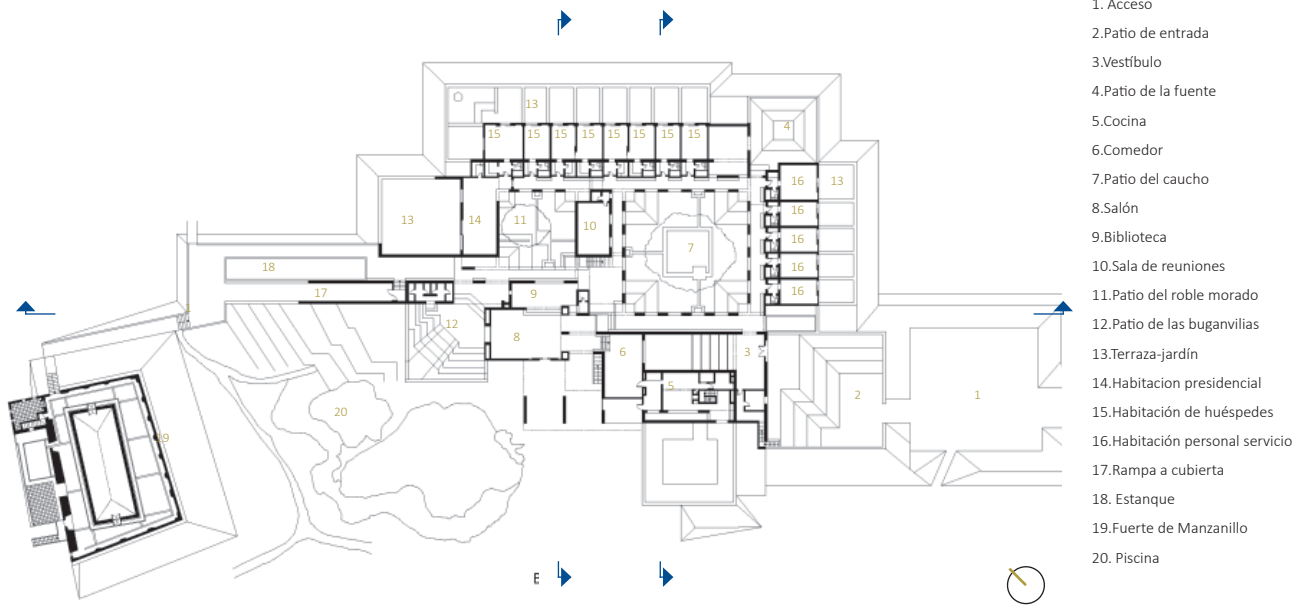 1. Acceso
2.Patio de entrada
3.Vestíbulo
4.Patio de la fuente
5.Cocina
6.Comedor
7.Patio del caucho
8.Salón
9.Biblioteca
10.Sala de reuniones
11.Patio del roble morado
12.Patio de las buganvilias
13.Terraza-jardín
14.Habitacion presidencial
15.Habitación de huéspedes
16.Habitación personal servicio
17.Rampa a cubierta
18. Estanque
19.Fuerte de Manzanillo
20. Piscina
13
15 15 15 15 15 15 15 15
4
16 13
13 14 11 10 7
16
16
16
16
18
17 9
12 8 6 3
5
2 1
20
19
E